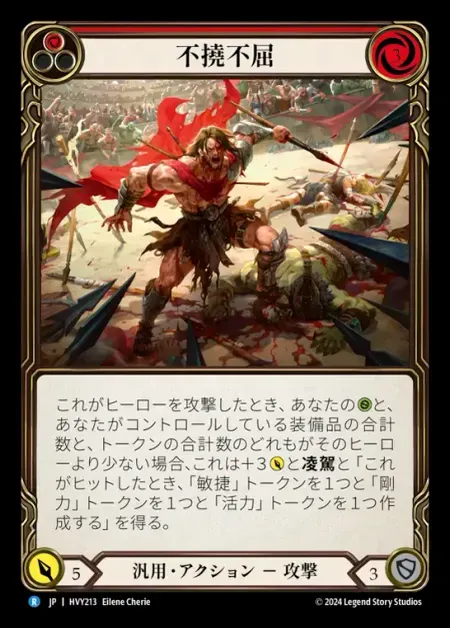 3
不撓不屈
これがヒーローを攻撃したとき、あなたのと、
あなたがコントロールしている装備品の合計
数と、トークンの合計数のどれもがそのヒーロ
ーより少ない場合、これは＋3と凌駕と「これ
がヒットしたとき、「敏捷」トークンを1つと「剛
力」トークンを１つと「活力」トークンを１つ作
成する」を得る。
5
汎用・アクション － 攻撃
3
R JP | HVY213 Eilene Cherie
© 2024 Legend Story Studios